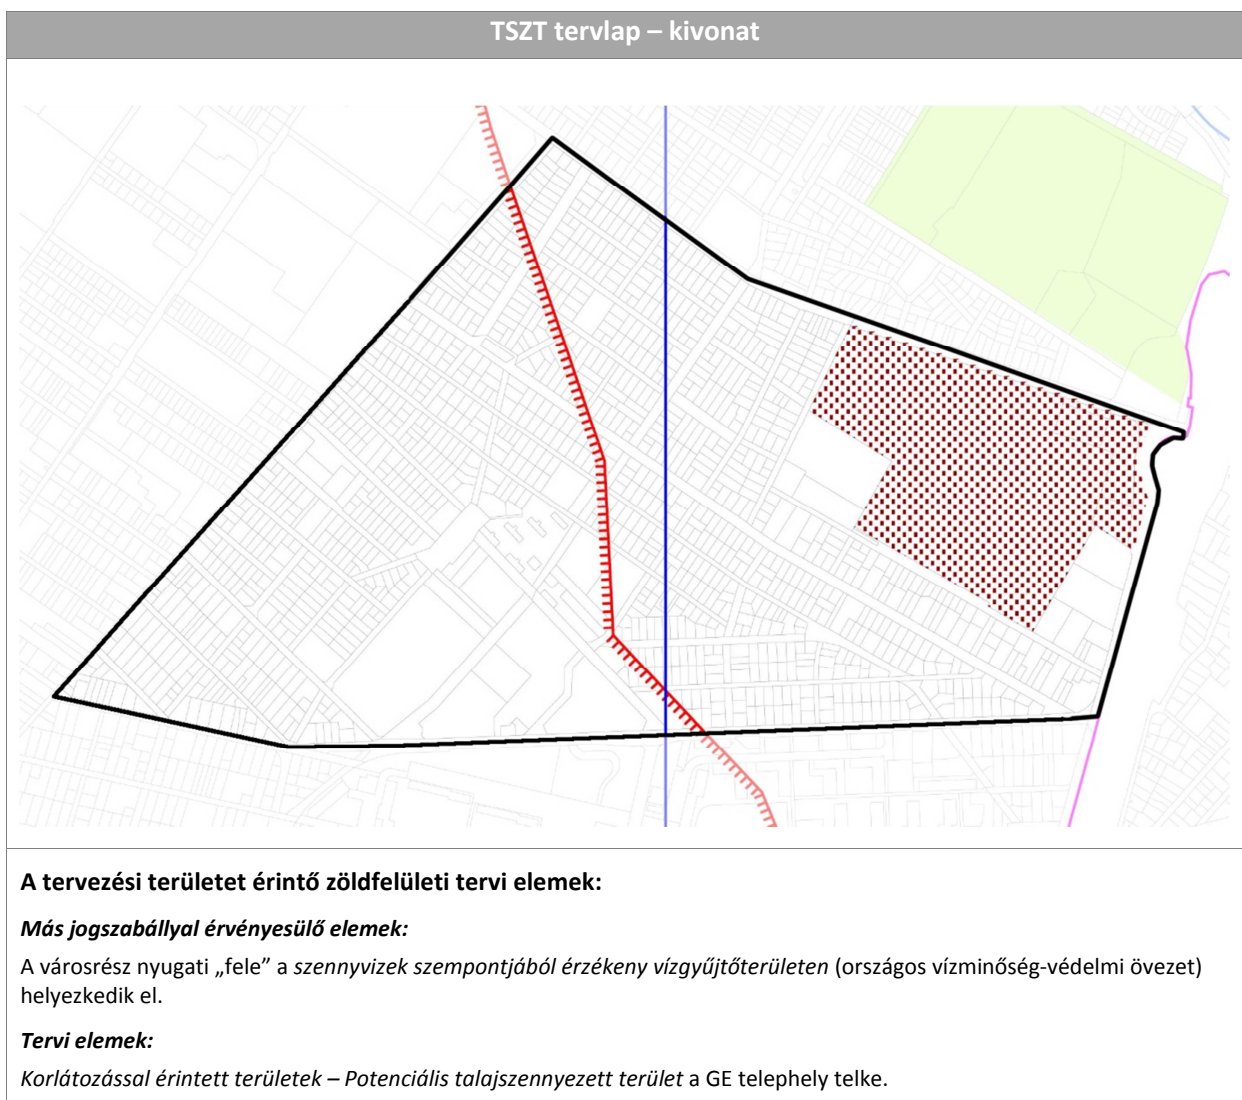 TSZT tervlap – kivonat
A tervezési területet érintő zöldfelületi tervi elemek:
Más jogszabállyal érvényesülő elemek:
A városrész nyugati „fele” a szennyvizek szempontjából érzékeny vízgyűjtőterületen (országos vízminőség-védelmi övezet)
helyezkedik el.
Tervi elemek:
Korlátozással érintett területek – Potenciális talajszennyezett terület a GE telephely telke.